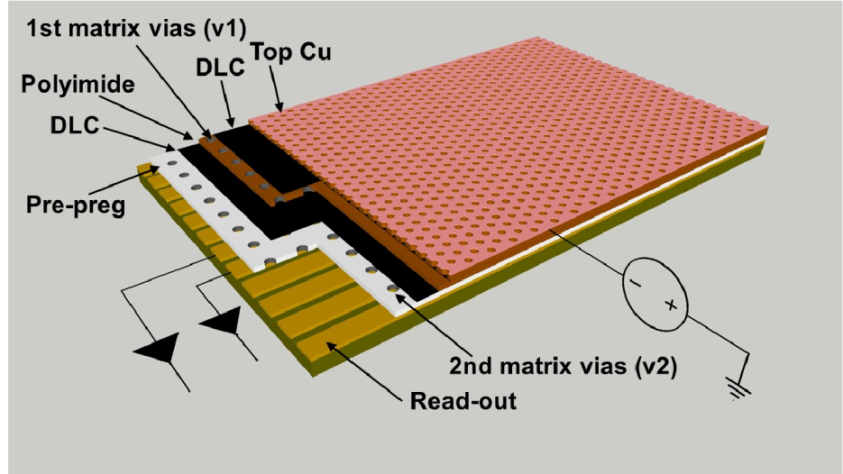 1st matrix vias (v1)
Top Cu
DLC
Polyimide
DLC
Pre-preg
−
+
2nd matrix vias (v2)
Read-out